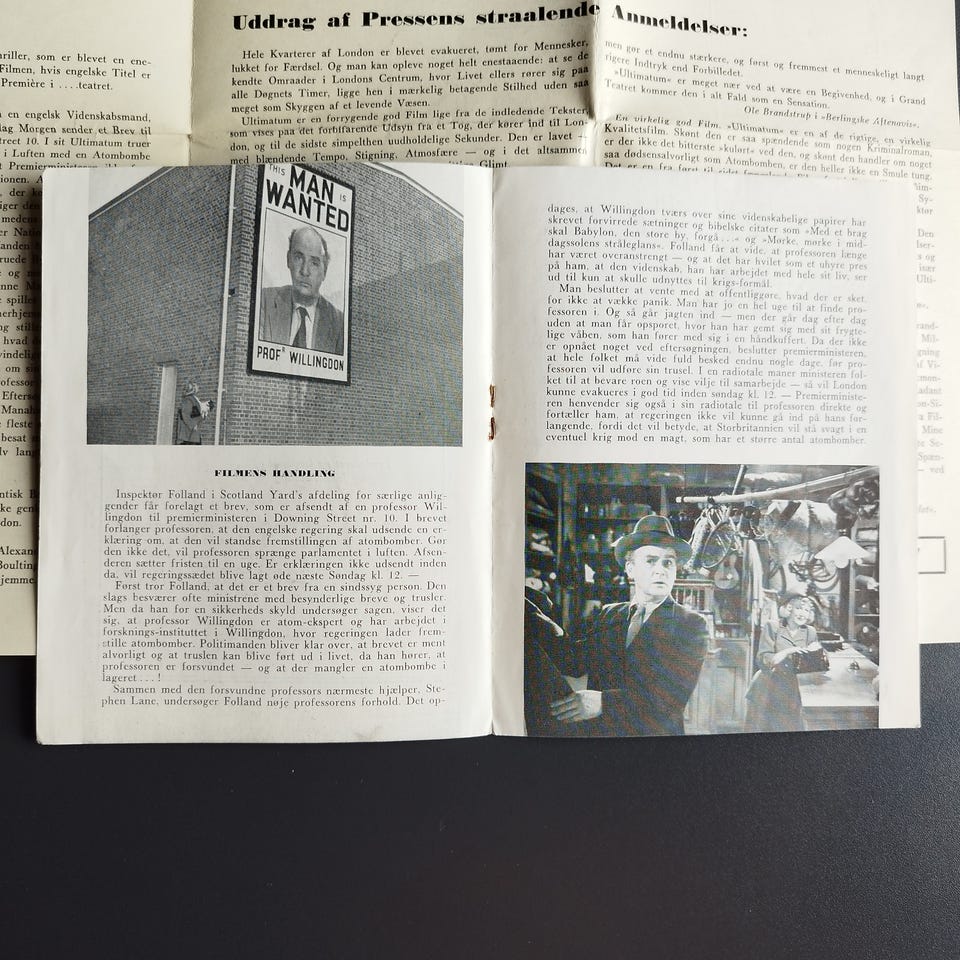 Uddrag af Pressens straalende Anmeldelser:
hriller, som er blevet en ene-
Filmen, hvis engelske Titel er
Première i ....teatret.
n engelsk Videnskabsmand,
dag Morgen sender et Brev til
treet 10. I sit Ultimatum truer
i Luften med en Atombombe
Hele Kvarterer af London er blevet evakueret, tømt for Mennesker,
lukket for Færdsel. Og man kan opleve noget helt enestaaende: at se de
kendte Omraader i Londons Centrum, hvor Livet ellers rører sig paa
alle Døgnets Timer, ligge hen i mærkelig betagende Stilhed uden saa
meget som Skyggen af et levende Væsen.
Ultimatum er en forrygende god Film lige fra de indledende Tekster,
som vises paa det forbifarende Udsyn fra et Tog, der kører ind til Lon-
don, og til de sidste simpelthen uudholdelige Sekunder. Den er lavet —
med blændende Tempo, Stigning, Atmosfære — og i det altsammen
Glimt
men gør et endnu stærkere, og først og fremmest et menneskeligt langt
rigere Indtryk end Forbilledet.
»Ultimatum« er meget nær ved at være en Begivenhed, og i Grand
Teatret kommer den i alt Fald som en Sensation.
Ole Brandstrup i »Berlingske Aftenavis«.
En virkelig god Film. »Ultimatum« er en af de rigtige, en virkelig
Kvalitetsfilm. Skønt den er saa spændende som nogen Kriminalroman,
er der ikke det bitterste »kulørt« ved den, og skønt den handler om noget
saa dødsensalvorligt som Atombomben, er den heller ikke en Smule tung.
THIS MAN IS
WANTED
PROFR WILLINGDON
FILMENS HANDLING
Inspektør Folland i Scotland Yard's afdeling for særlige anlig-
gender får forelagt et brev, som er afsendt af en professor Wil-
lingdon til premierministeren i Downing Street nr. 10. I brevet
forlanger professoren, at den engelske regering skal udsende en er-
klæring om, at den vil standse fremstillingen af atombomber. Gør
den ikke det, vil professoren sprænge parlamentet i luften. Afsen-
deren sætter fristen til en uge. Er erklæringen ikke udsendt inden
da, vil regeringssædet blive lagt øde næste Søndag kl. 12. —
Først tror Folland, at det er et brev fra en sindssyg person. Den
slags besværer ofte ministrene med besynderlige breve og trusler.
Men da han for en sikkerheds skyld undersøger sagen, viser det
sig, at professor Willingdon er atom-ekspert og har arbejdet i
forsknings-instituttet i Willingdon, hvor regeringen lader frem-
stille atombomber. Politimanden bliver klar over, at brevet er ment
alvorligt og at truslen kan blive ført ud i livet, da han hører, at
professoren er forsvundet — og at der mangler en atombombe i
lageret . . . !
Sammen med den forsvundne professors nærmeste hjælper, Ste-
phen Lane, undersøger Folland nøje professorens forhold. Det op-
dages, at Willingdon tværs over sine videnskabelige papirer har
skrevet forvirrede sætninger og bibelske citater som »Med et brag
skal Babylon, den store by, forgå . . .« og »Mørke, mørke i mid-
dagssolens stråleglans«. Folland får at vide, at professoren længe
har været overanstrengt — og at det har hvilet som et uhyre pres
på ham, at den videnskab, han har arbejdet med hele sit liv, ser
ud til kun at skulle udnyttes til krigs-formål.
Man beslutter at vente med at offentliggøre, hvad der er sket,
for ikke at vække panik. Man har jo en hel uge til at finde pro-
fessoren i. Og så går jagten ind — men der går dag efter dag
uden at man får opsporet, hvor han har gemt sig med sit frygte-
lige våben, som han fører med sig i en håndkuffert. Da der ikke
er opnået noget ved eftersøgningen, beslutter premierministeren,
at hele folket må vide fuld besked endnu nogle dage, før pro-
fessoren vil udføre sin trusel. I en radiotale maner ministeren fol-
ket til at bevare roen og vise vilje til samarbejde — så vil London
kunne evakueres i god tid inden søndag kl. 12. — Premierministe-
ren henvender sig også i sin radiotale til professoren direkte og
fortæller ham, at regeringen ikke vil kunne gå ind på hans for-
langende, fordi det vil betyde, at Storbritannien vil stå svagt i en
eventuel krig mod en magt, som har et større antal atombomber.